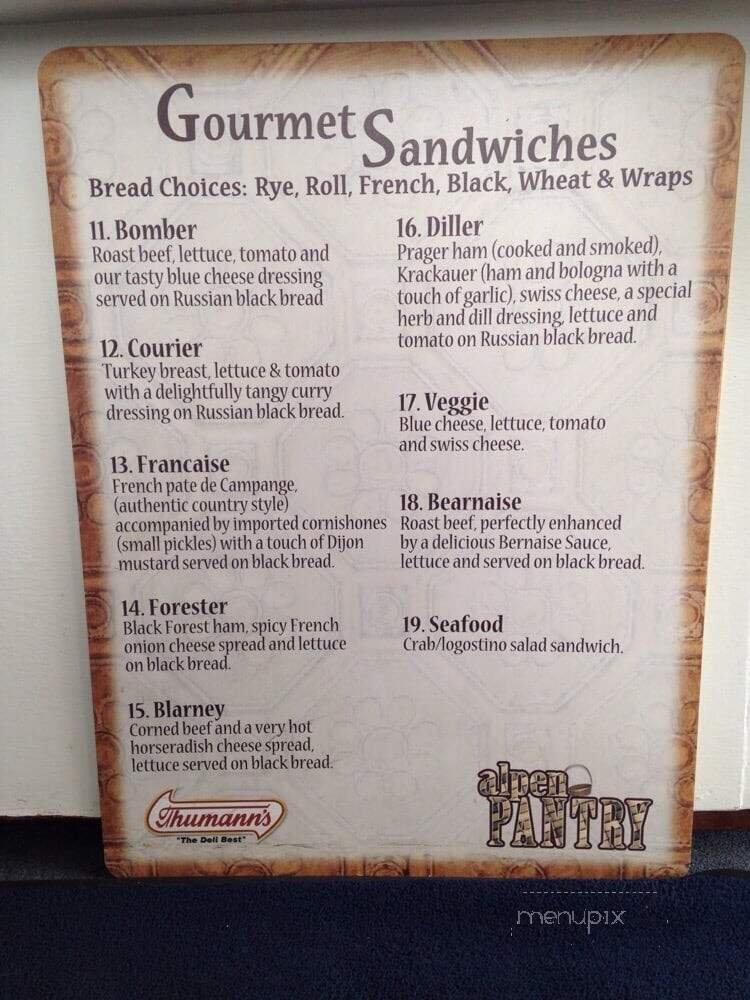 Gourmet Sandwiches
Bread Choices: Rye, Roll, French, Black, Wheat & Wraps
11. Bomber
Roast beef, lettuce, tomato and
our tasty blue cheese dressing
served on Russian black bread
12. Courier
Turkey breast, lettuce & tomato
with a delightfully tangy curry
dressing on Russian black bread.
13. Francaise
French pate de Campange,
(authentic country style)
accompanied by imported cornishones
(small pickles) with a touch of Dijon
mustard served on black bread.
14. Forester
Black Forest ham, spicy French
onion cheese spread and lettuce
on black bread.
15. Blarney
Corned beef and a very hot
horseradish cheese spread,
lettuce served on black bread.
16. Diller
Prager ham (cooked and smoked),
Krackauer (ham and bologna with a
touch of garlic), swiss cheese, a special
herb and dill dressing, lettuce and
tomato on Russian black bread.
17. Veggie
Blue cheese, lettuce, tomato
and swiss cheese.
18. Bearnaise
Roast beef, perfectly enhanced
by a delicious Bernaise Sauce,
lettuce and served on black bread.
19. Seafood
Crab/logostino salad sandwich.
Thumann's
"The Deli Best"
alpen
PANTRY
menupix